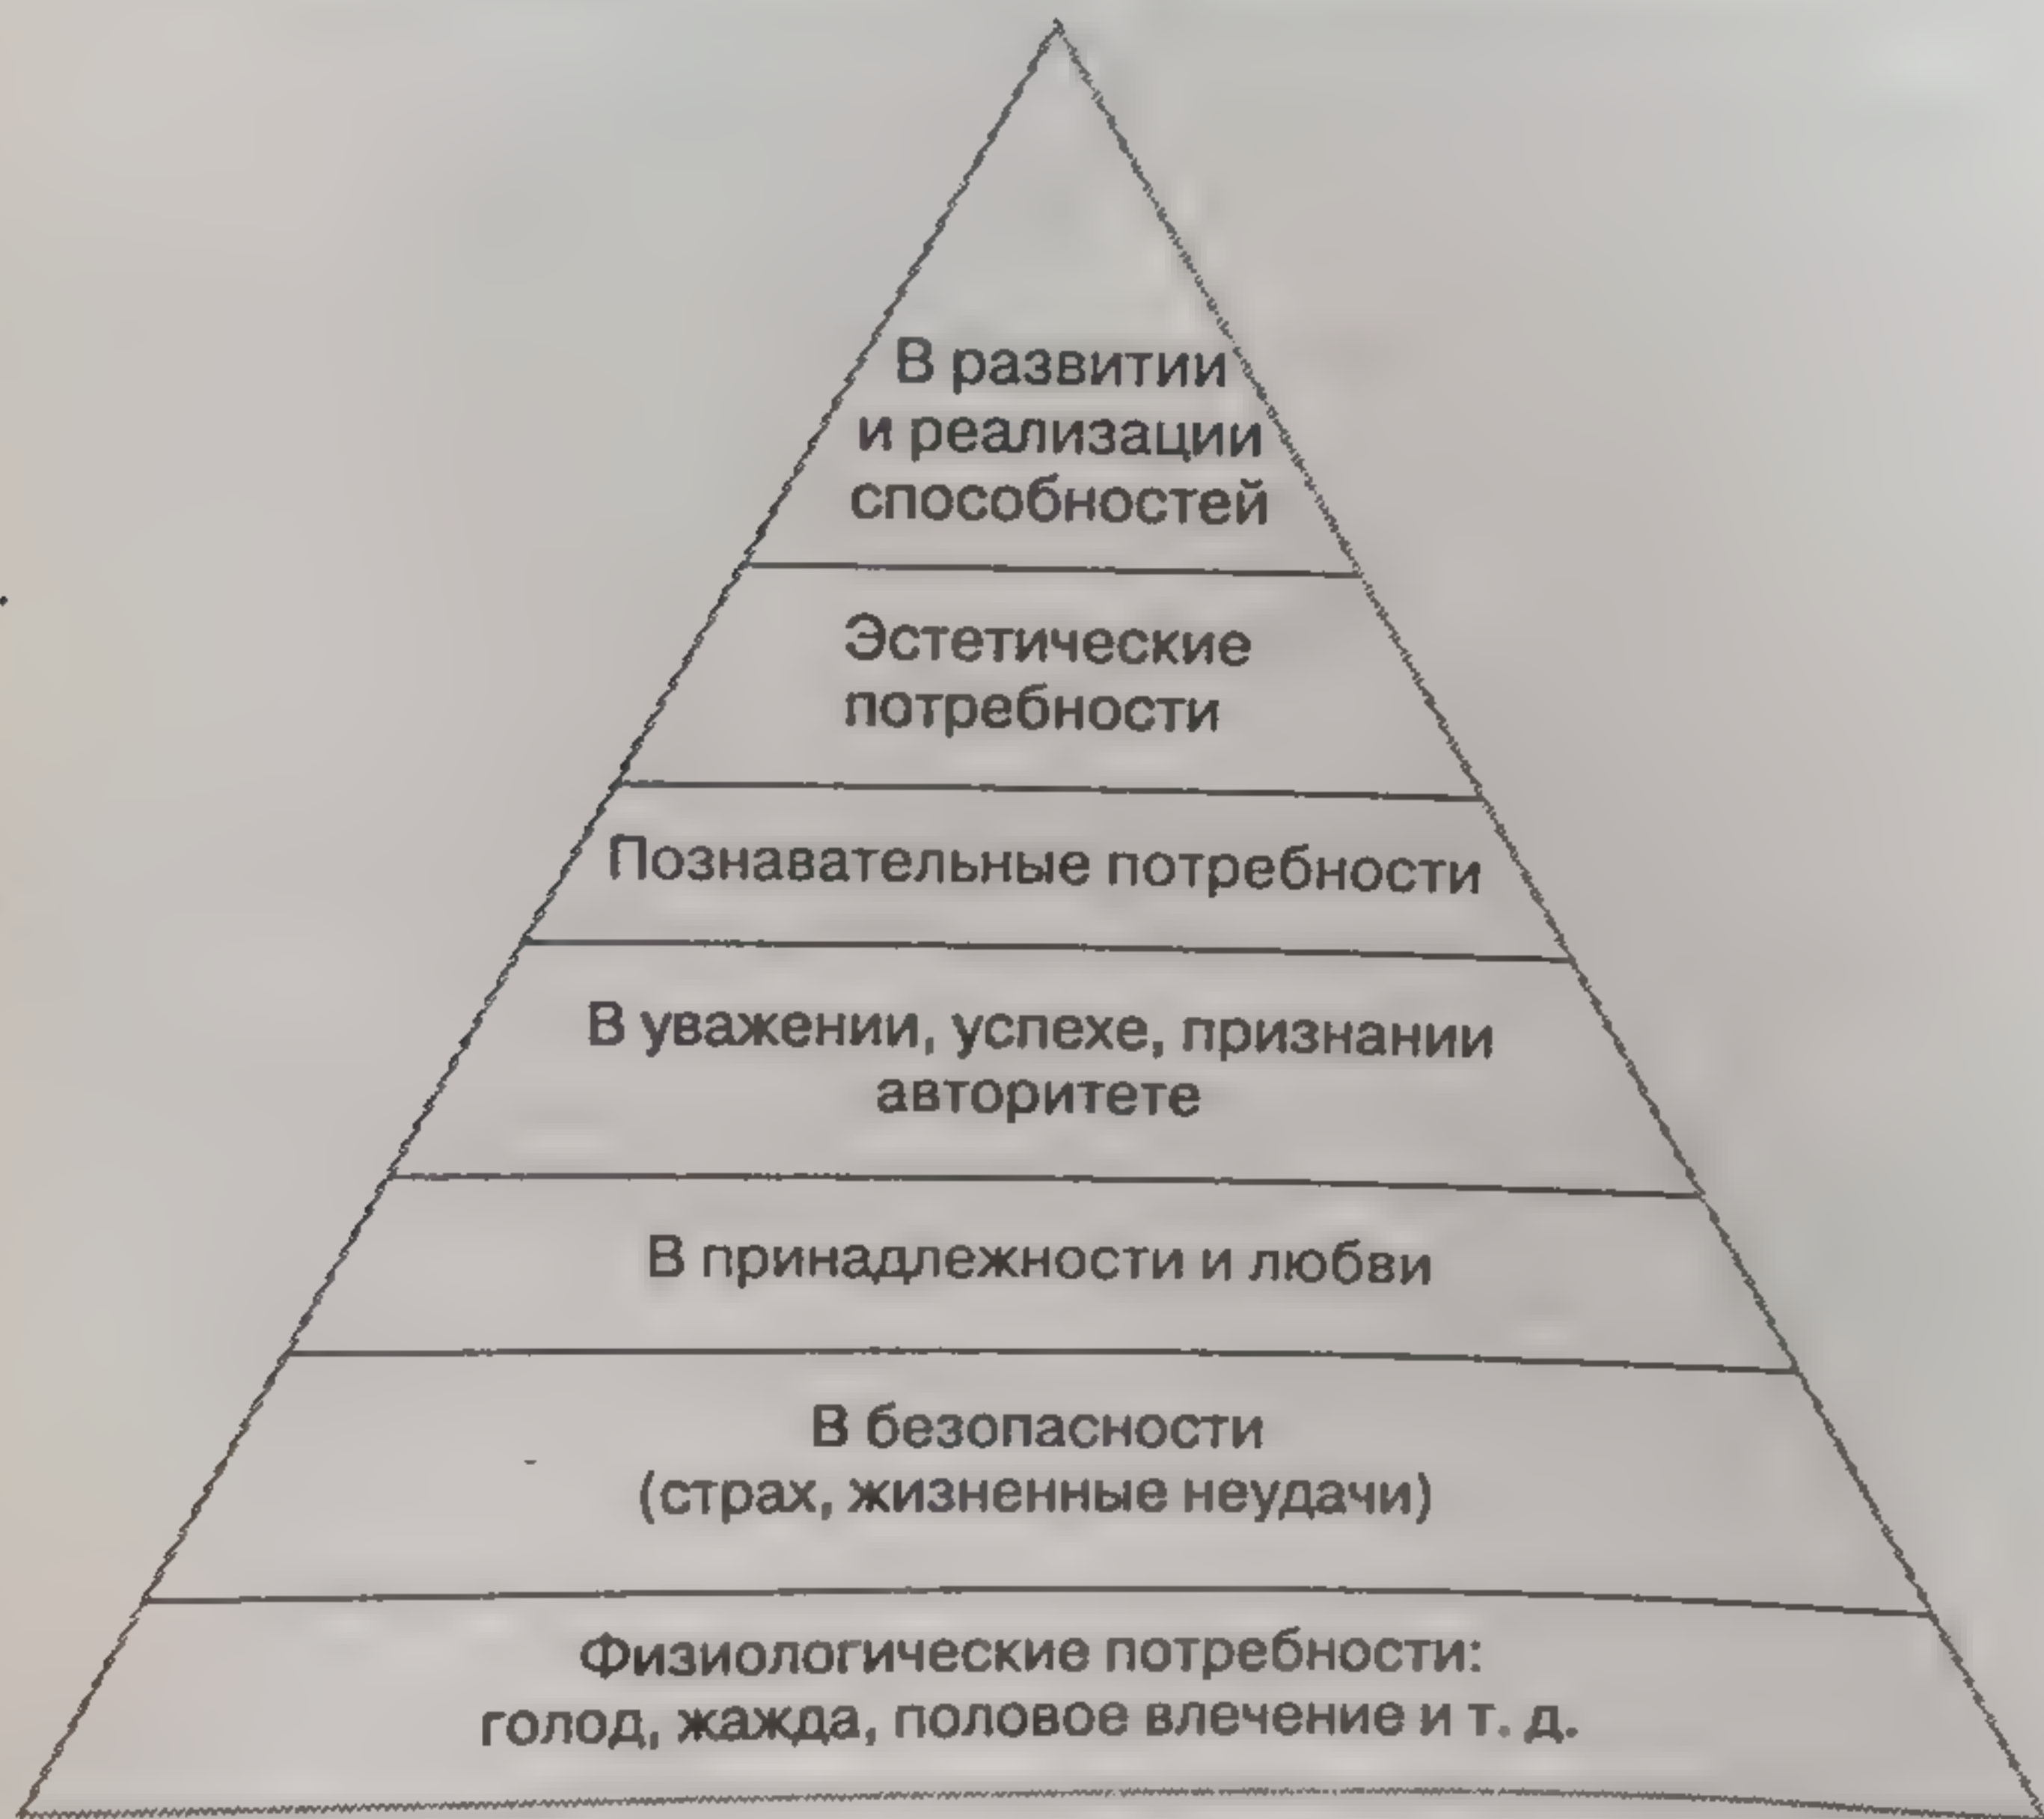 В развитии
и реализации
способностей
Эстетические
потребности
Познавательные потребности
В уважении, успехе, признании
авторитете
В принадлежности и любви
В безопасности
(страх, жизненные неудачи)
Физиологические потребности:
голод, жажда, половое влечение и т. д.